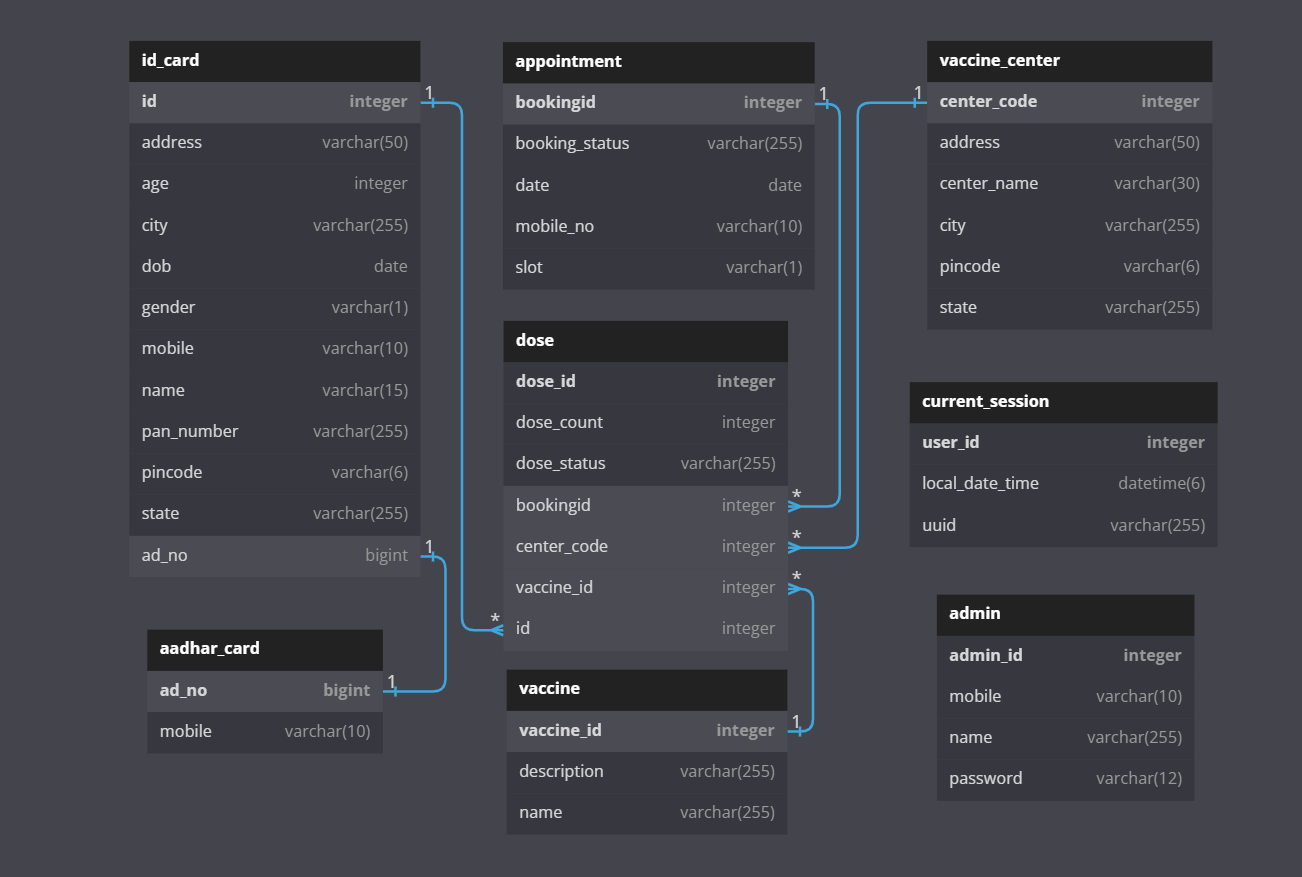 id_card
id integer
address varchar(50)
age integer
city varchar(255)
dob date
gender varchar(1)
mobile varchar(10)
name varchar(15)
pan_number varchar(255)
pincode varchar(6)
state varchar(255)
ad_no bigint
1
1
aadhar_card
ad_no bigint
mobile varchar(10)
1
appointment
bookingid integer
booking_status varchar(255)
date date
mobile_no varchar(10)
slot varchar(1)
1
dose
dose_id integer
dose_count integer
dose_status varchar(255)
bookingid integer
center_code integer
vaccine_id integer
id integer
*
*
*
*
vaccine
vaccine_id integer
description varchar(255)
name varchar(255)
1
vaccine_center
center_code integer
address varchar(50)
center_name varchar(30)
city varchar(255)
pincode varchar(6)
state varchar(255)
1
current_session
user_id integer
local_date_time datetime(6)
uuid varchar(255)
admin
admin_id integer
mobile varchar(10)
name varchar(255)
password varchar(12)